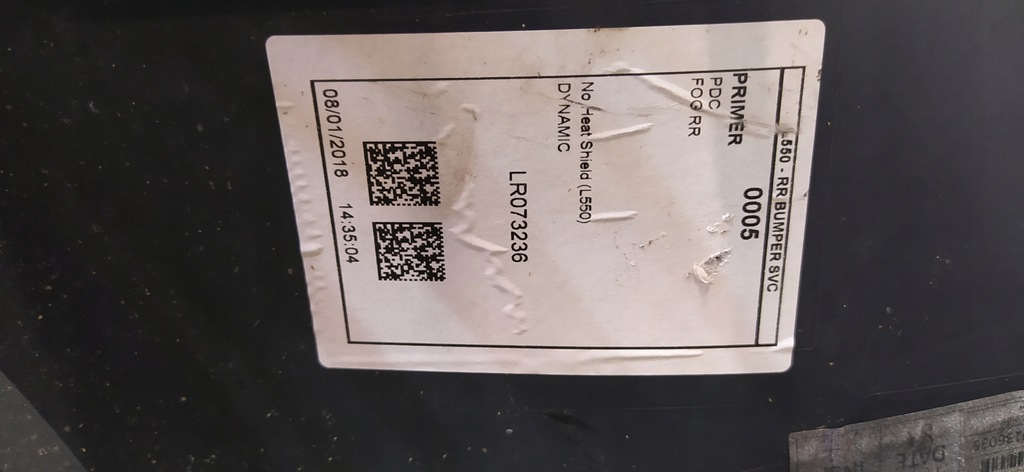 L550 - RR BUMPER SVC
PRIMER 0005
PDC
FOG RR
No Heat Shield (L550)
DYNAMIC
LR073236
08/01/2018 14:35:04
DATE